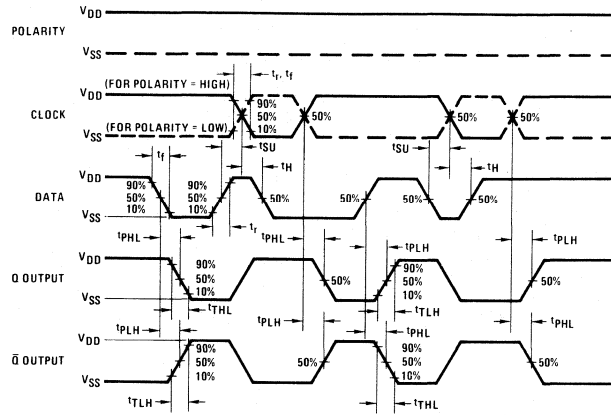 POLARITY
VDD
VSS
(FOR POLARITY = HIGH)
tr, tf
CLOCK
VDD
VSS
90%
50%
10%
50%
50%
50%
(FOR POLARITY = LOW)
tf
tSU
tH
tSU
tH
DATA
VDD
VSS
90%
50%
10%
90%
50%
10%
50%
50%
50%
50%
tr
tPHL
tPHL
tPLH
tPLH
Q OUTPUT
VDD
VSS
90%
50%
10%
50%
90%
50%
10%
50%
tTHL
tTLH
tPLH
tPLH
tPHL
tPHL
Q̄ OUTPUT
VDD
VSS
90%
50%
10%
50%
90%
50%
10%
50%
tTLH
tTHL